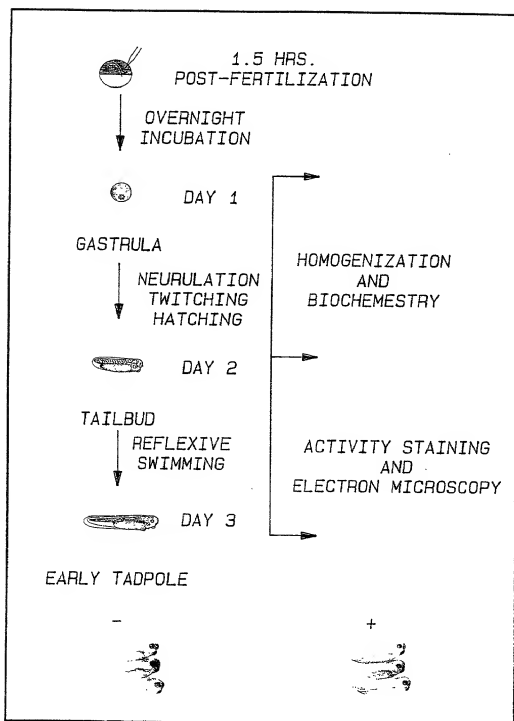 1.5 HRS.
POST-FERTILIZATION
OVERNIGHT
INCUBATION
DAY 1
GASTRULA
HOMOGENIZATION
AND
BIOCHEMESTRY
NEURULATION
TWITCHING
HATCHING
DAY 2
TAILBUD
REFLEXIVE
SWIMMING
ACTIVITY STAINING
AND
ELECTRON MICROSCOPY
DAY 3
EARLY TADPOLE
- +